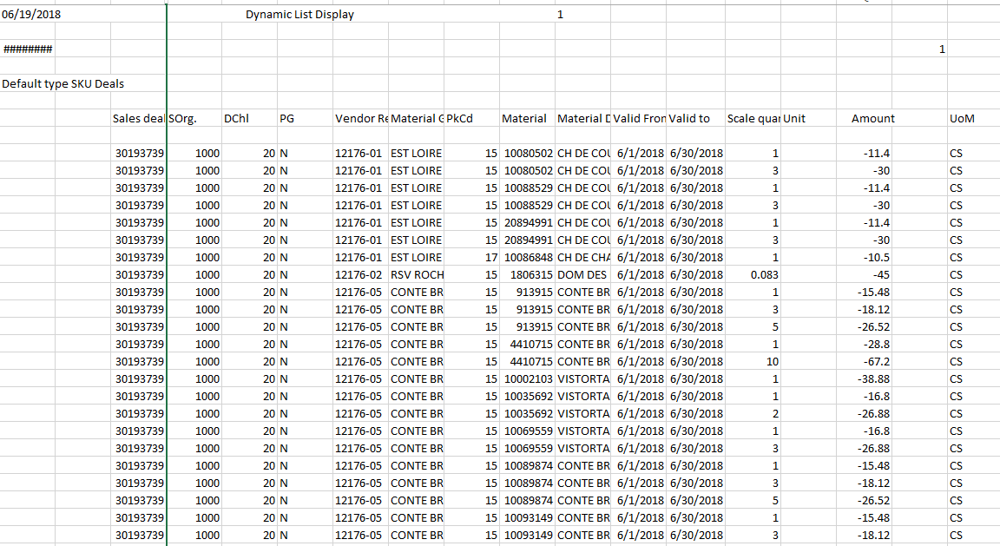 06/19/2018 Dynamic List Display 1
######## 1
Default type SKU Deals
Sales deal SOrg. DChl PG Vendor Re Material G PkCd Material Material D Valid From Valid to Scale quan Unit Amount UoM
30193739 1000 20 N 12176-01 EST LOIRE 15 10080502 CH DE COU 6/1/2018 6/30/2018 1 -11.4 CS
30193739 1000 20 N 12176-01 EST LOIRE 15 10080502 CH DE COU 6/1/2018 6/30/2018 3 -30 CS
30193739 1000 20 N 12176-01 EST LOIRE 15 10088529 CH DE COU 6/1/2018 6/30/2018 1 -11.4 CS
30193739 1000 20 N 12176-01 EST LOIRE 15 10088529 CH DE COU 6/1/2018 6/30/2018 3 -30 CS
30193739 1000 20 N 12176-01 EST LOIRE 15 20894991 CH DE COU 6/1/2018 6/30/2018 1 -11.4 CS
30193739 1000 20 N 12176-01 EST LOIRE 15 20894991 CH DE COU 6/1/2018 6/30/2018 3 -30 CS
30193739 1000 20 N 12176-01 EST LOIRE 17 10086848 CH DE CHA 6/1/2018 6/30/2018 1 -10.5 CS
30193739 1000 20 N 12176-02 RSV ROCH 15 1806315 DOM DES 6/1/2018 6/30/2018 0.083 -45 CS
30193739 1000 20 N 12176-05 CONTE BR 15 913915 CONTE BR 6/1/2018 6/30/2018 1 -15.48 CS
30193739 1000 20 N 12176-05 CONTE BR 15 913915 CONTE BR 6/1/2018 6/30/2018 3 -18.12 CS
30193739 1000 20 N 12176-05 CONTE BR 15 913915 CONTE BR 6/1/2018 6/30/2018 5 -26.52 CS
30193739 1000 20 N 12176-05 CONTE BR 15 4410715 CONTE BR 6/1/2018 6/30/2018 1 -28.8 CS
30193739 1000 20 N 12176-05 CONTE BR 15 4410715 CONTE BR 6/1/2018 6/30/2018 10 -67.2 CS
30193739 1000 20 N 12176-05 CONTE BR 15 10002103 VISTORTA 6/1/2018 6/30/2018 1 -38.88 CS
30193739 1000 20 N 12176-05 CONTE BR 15 10035692 VISTORTA 6/1/2018 6/30/2018 1 -16.8 CS
30193739 1000 20 N 12176-05 CONTE BR 15 10035692 VISTORTA 6/1/2018 6/30/2018 2 -26.88 CS
30193739 1000 20 N 12176-05 CONTE BR 15 10069559 VISTORTA 6/1/2018 6/30/2018 1 -16.8 CS
30193739 1000 20 N 12176-05 CONTE BR 15 10069559 VISTORTA 6/1/2018 6/30/2018 3 -26.88 CS
30193739 1000 20 N 12176-05 CONTE BR 15 10089874 CONTE BR 6/1/2018 6/30/2018 1 -15.48 CS
30193739 1000 20 N 12176-05 CONTE BR 15 10089874 CONTE BR 6/1/2018 6/30/2018 3 -18.12 CS
30193739 1000 20 N 12176-05 CONTE BR 15 10089874 CONTE BR 6/1/2018 6/30/2018 5 -26.52 CS
30193739 1000 20 N 12176-05 CONTE BR 15 10093149 CONTE BR 6/1/2018 6/30/2018 1 -15.48 CS
30193739 1000 20 N 12176-05 CONTE BR 15 10093149 CONTE BR 6/1/2018 6/30/2018 3 -18.12 CS